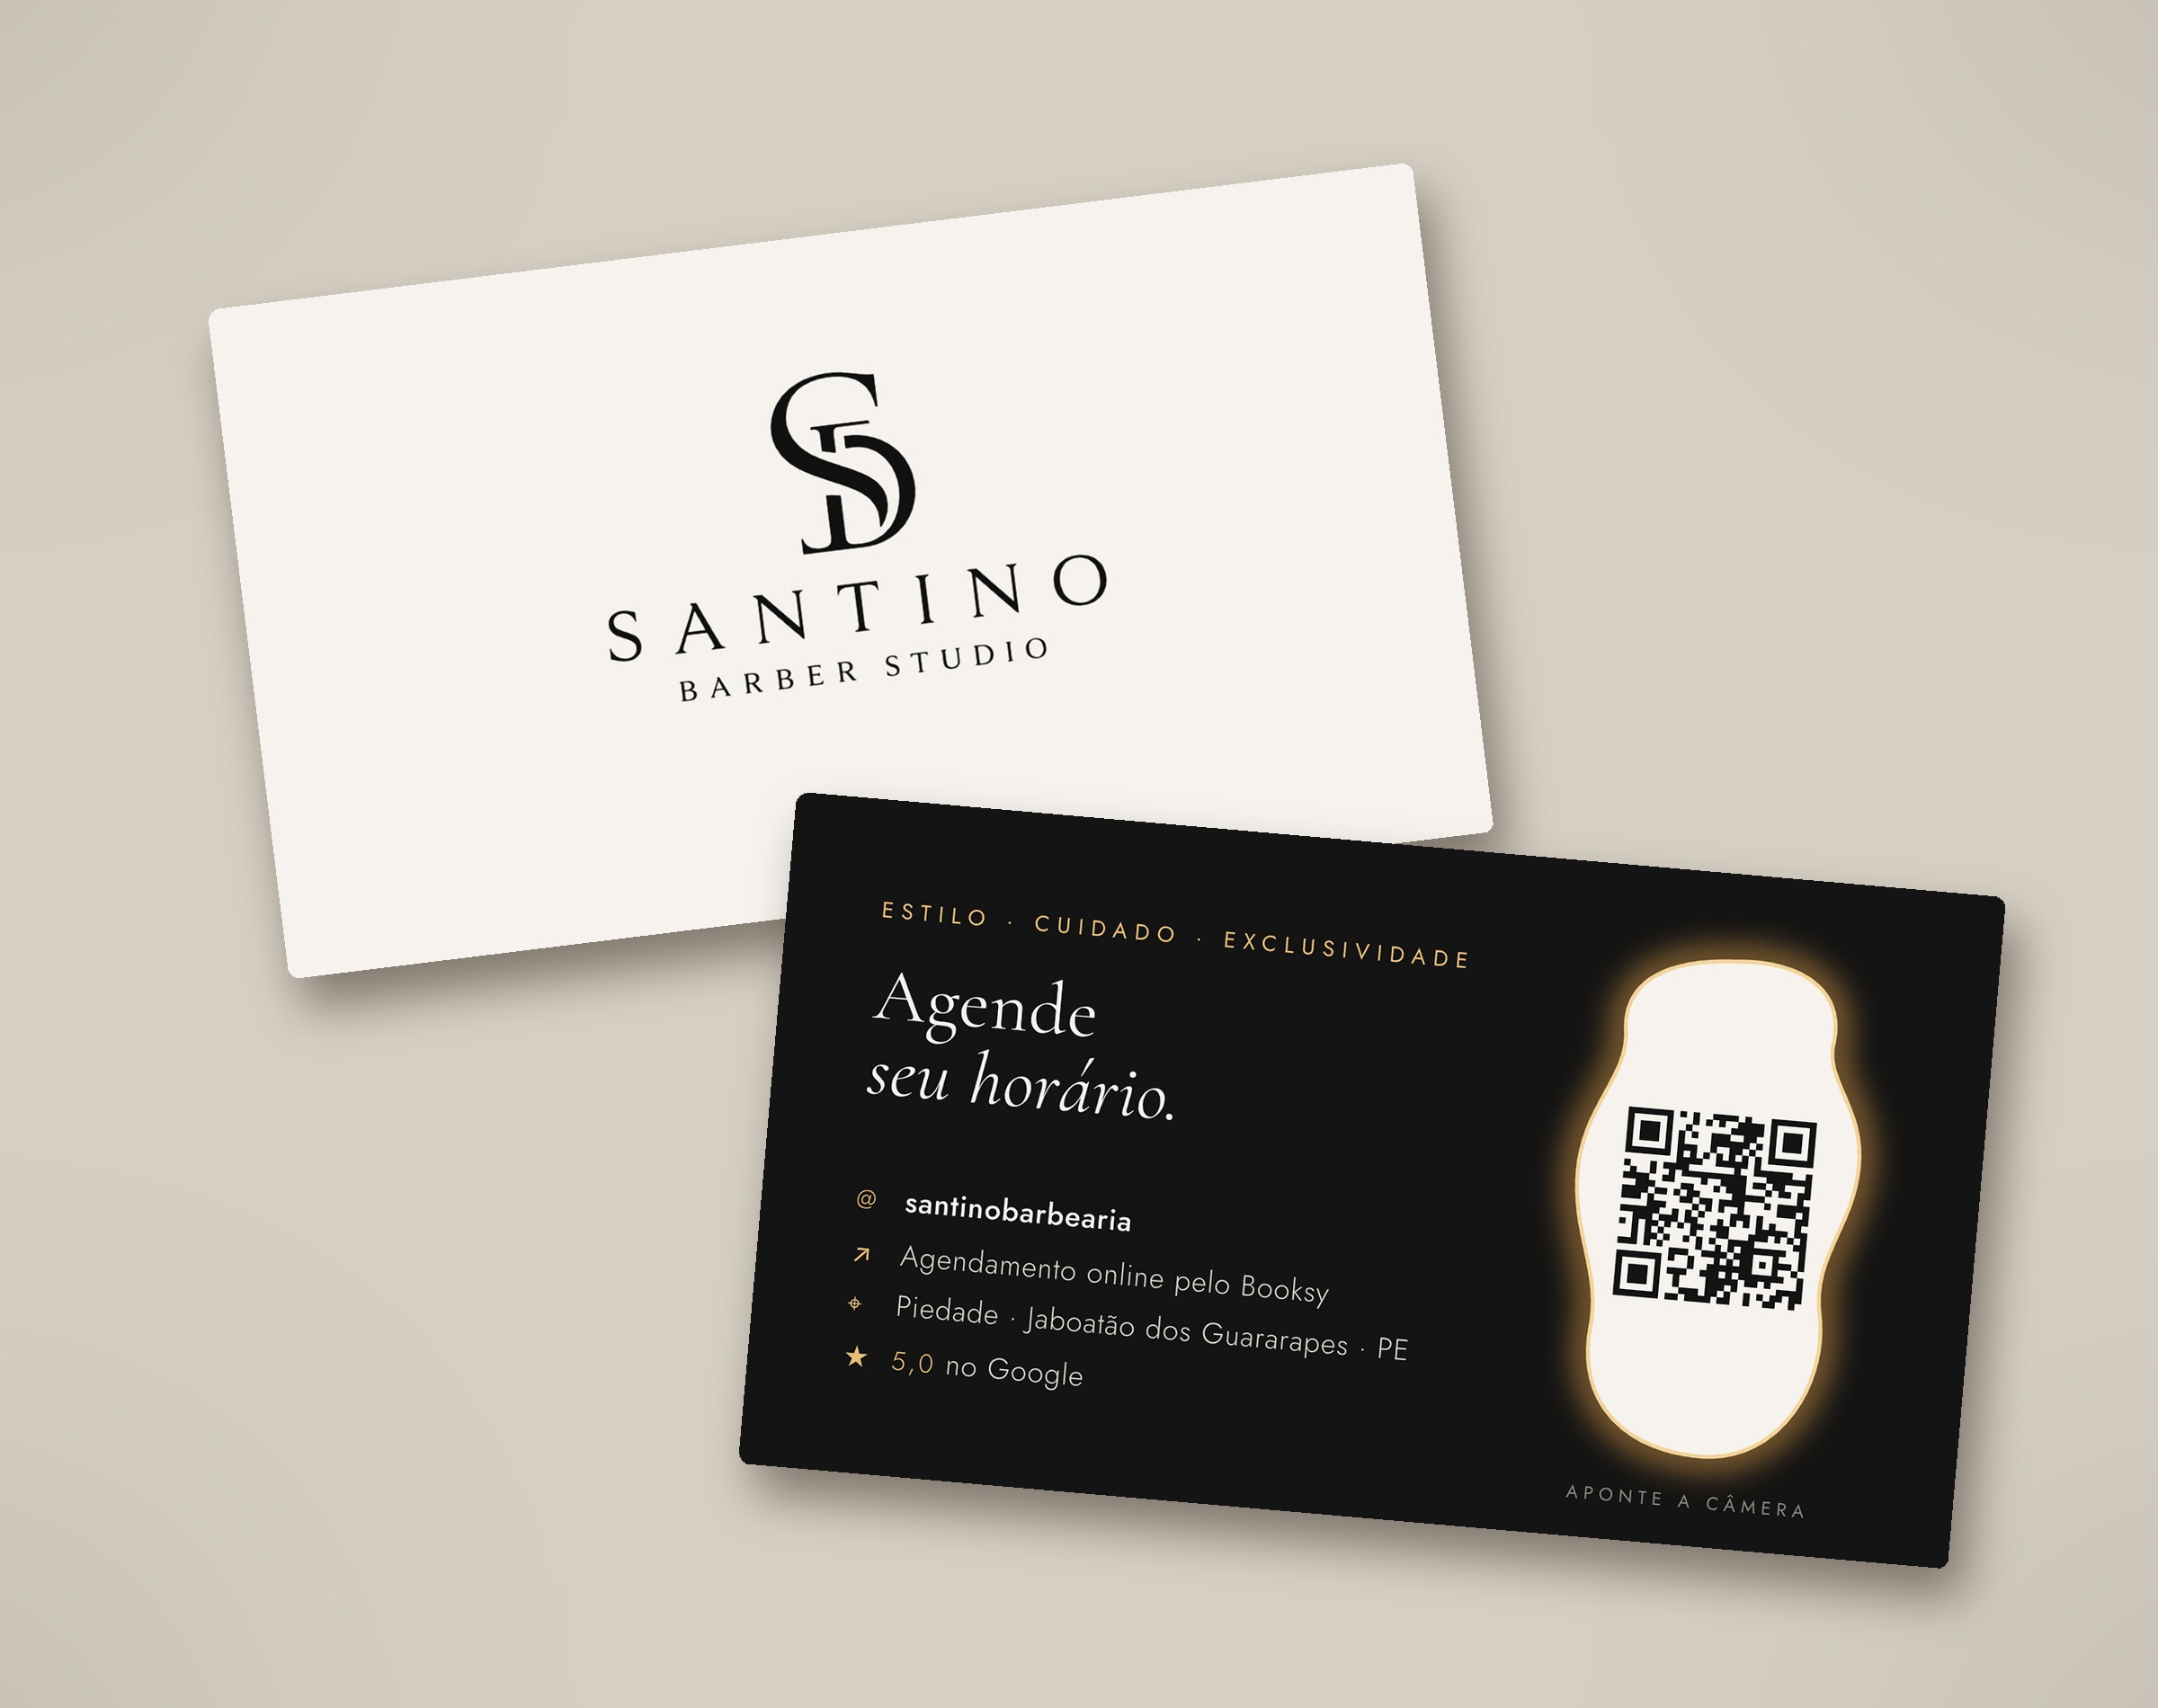 SANTINO
BARBER STUDIO
ESTILO · CUIDADO · EXCLUSIVIDADE
Agende
seu horário.
@ santinobarbearia
Agendamento online pelo Booksy
Piedade · Jaboatão dos Guararapes · PE
★ 5,0 no Google
APONTE A CÂMERA